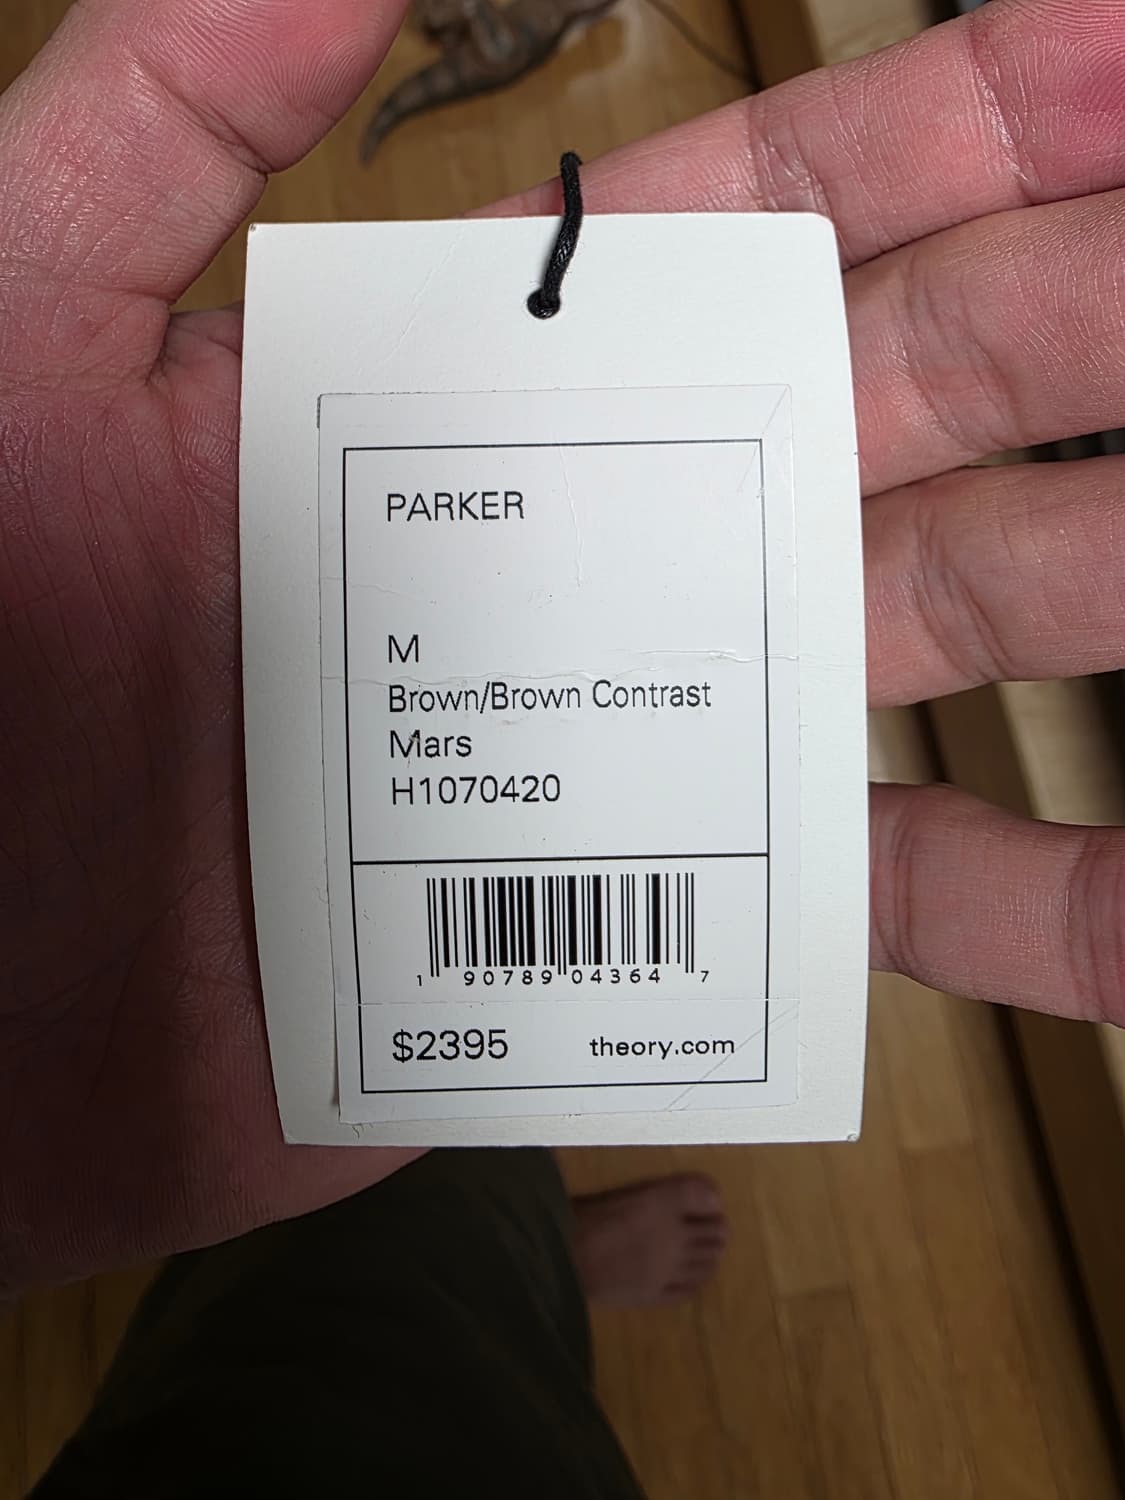 PARKER
M
Brown/Brown Contrast
Mars
H1070420
1 90789 04364 7
$2395 theory.com